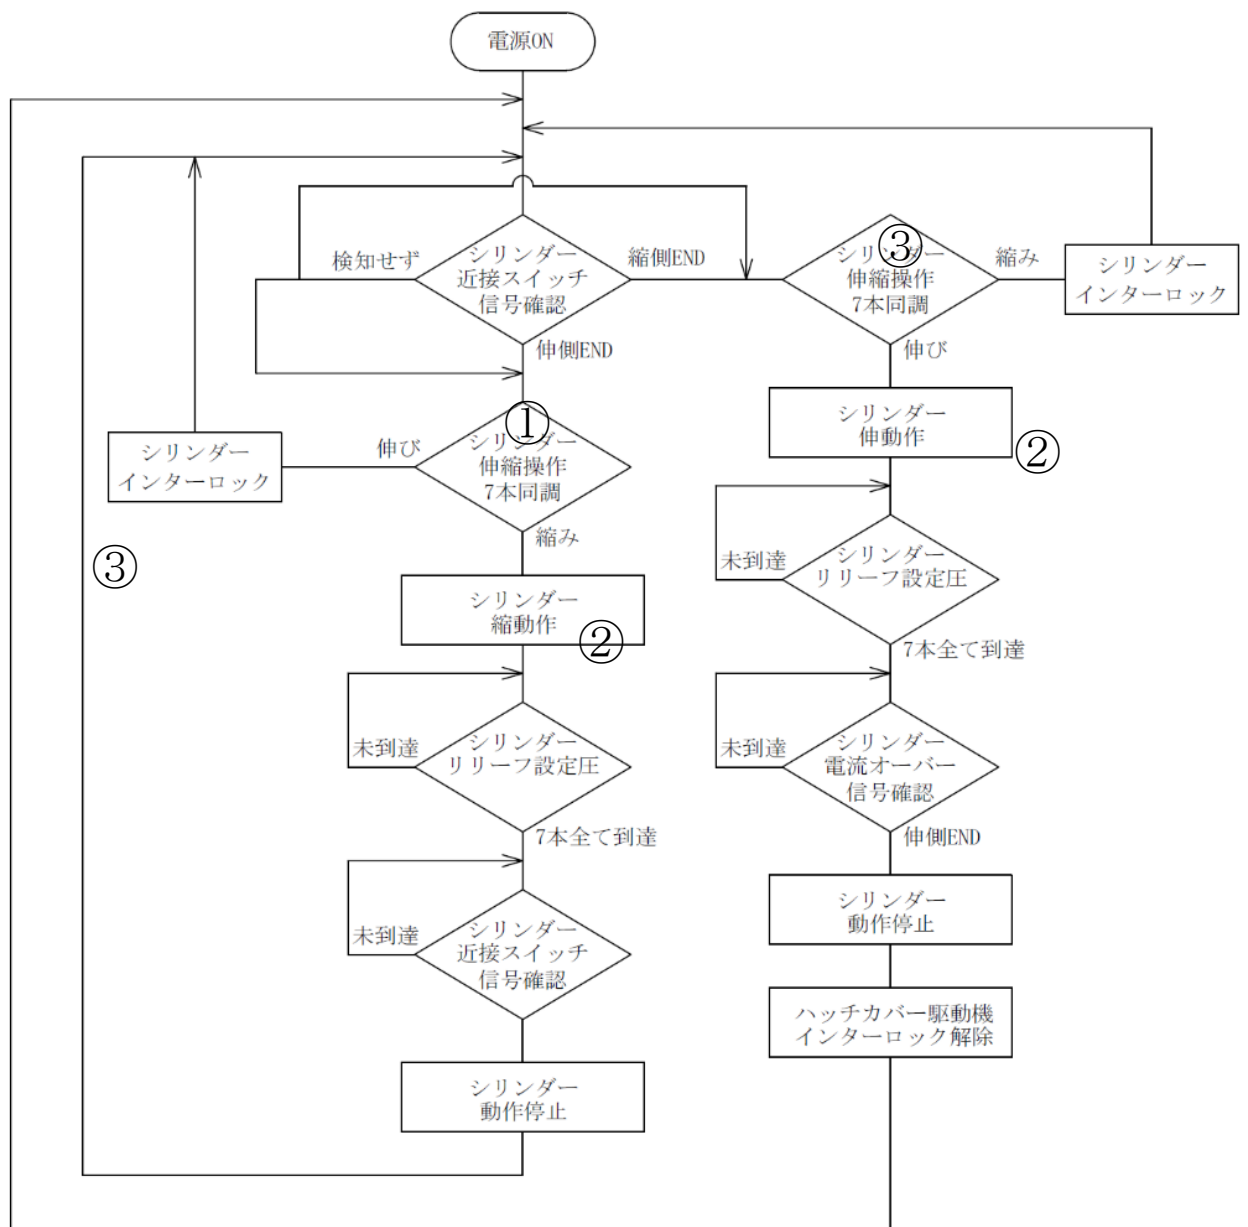 電源ON
検知せず
シリンダー
近接スイッチ
信号確認
縮側END
伸側END
③
シリンダー
伸縮操作
7本同調
縮み
シリンダー
インターロック
伸び
シリンダー
伸動作
②
未到達
シリンダー
リリーフ設定圧
7本全て到達
未到達
シリンダー
電流オーバー
信号確認
伸側END
シリンダー
動作停止
ハッチカバー駆動機
インターロック解除
①
シリンダー
伸縮操作
7本同調
伸び
シリンダー
インターロック
③
縮み
シリンダー
縮動作
②
未到達
シリンダー
リリーフ設定圧
7本全て到達
未到達
シリンダー
近接スイッチ
信号確認
シリンダー
動作停止